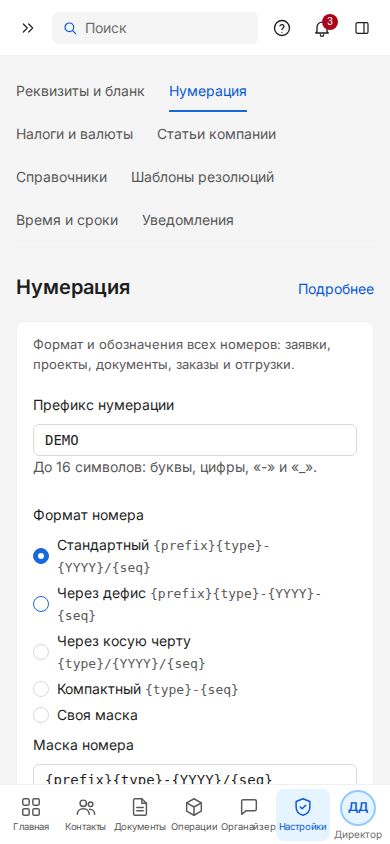 Поиск
3
Реквизиты и бланк Нумерация
Налоги и валюты Статьи компании
Справочники Шаблоны резолюций
Время и сроки Уведомления
Нумерация Подробнее
Формат и обозначения всех номеров: заявки,
проекты, документы, заказы и отгрузки.
Префикс нумерации
DEMO
До 16 символов: буквы, цифры, «-» и «_».
Формат номера
Стандартный {prefix}{type}-
{YYYY}/{seq}
Через дефис {prefix}{type}-{YYYY}-
{seq}
Через косую черту
{type}/{YYYY}/{seq}
Компактный {type}-{seq}
Своя маска
Маска номера
{prefix}{type}-{YYYY}/{seq}
ДД
Главная Контакты Документы Операции Органайзер Настройки
Директор